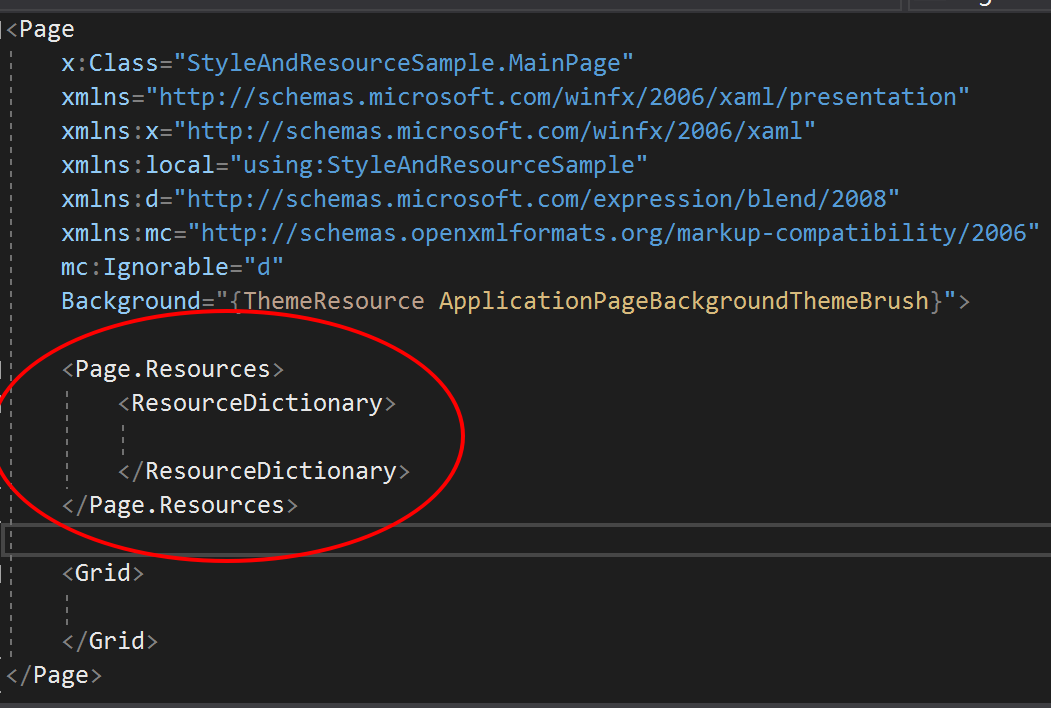 <Page
x:Class="StyleAndResourceSample.MainPage"
xmlns="http://schemas.microsoft.com/winfx/2006/xaml/presentation"
xmlns:x="http://schemas.microsoft.com/winfx/2006/xaml"
xmlns:local="using:StyleAndResourceSample"
xmlns:d="http://schemas.microsoft.com/expression/blend/2008"
xmlns:mc="http://schemas.openxmlformats.org/markup-compatibility/2006"
mc:Ignorable="d"
Background="{ThemeResource ApplicationPageBackgroundThemeBrush}">
<Page.Resources>
<ResourceDictionary>
</ResourceDictionary>
</Page.Resources>
<Grid>
</Grid>
</Page>